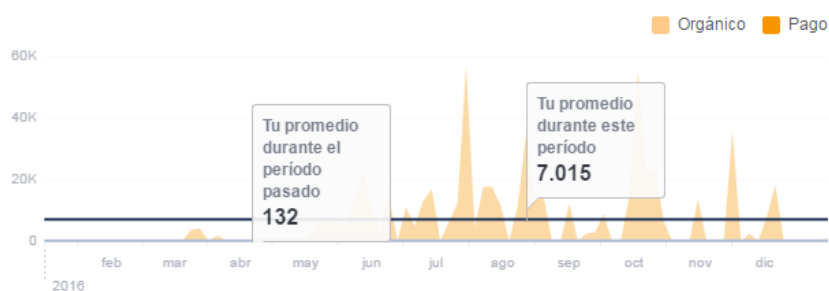 Orgánico Pago
60K
40K
20K
0
Tu promedio
durante el
período
pasado
132
Tu promedio
durante este
período
7.015
feb mar abr may jun jul ago sep oct nov dic
2016